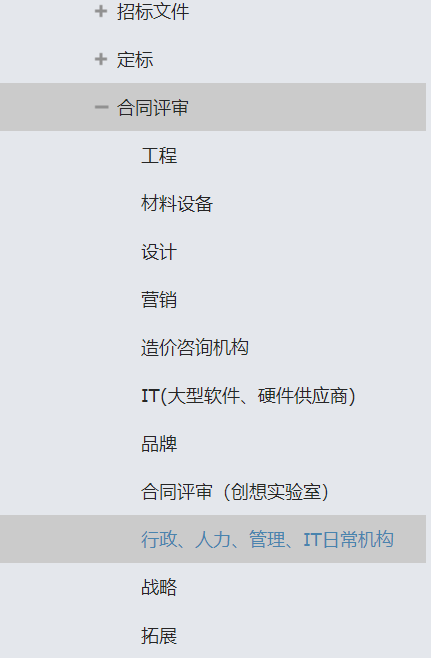 招标文件
定标
合同评审
工程
材料设备
设计
营销
造价咨询机构
IT(大型软件、硬件供应商)
品牌
合同评审（创想实验室）
行政、人力、管理、IT日常机构
战略
拓展